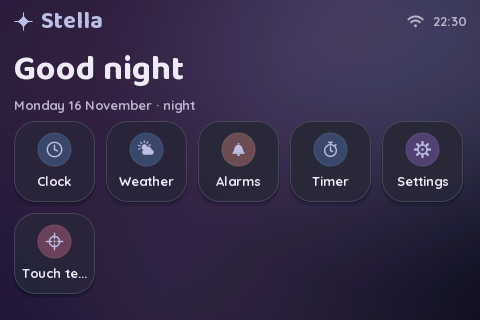 Stella
22:30
Good night
Monday 16 November · night
Clock
Weather
Alarms
Timer
Settings
Touch te...